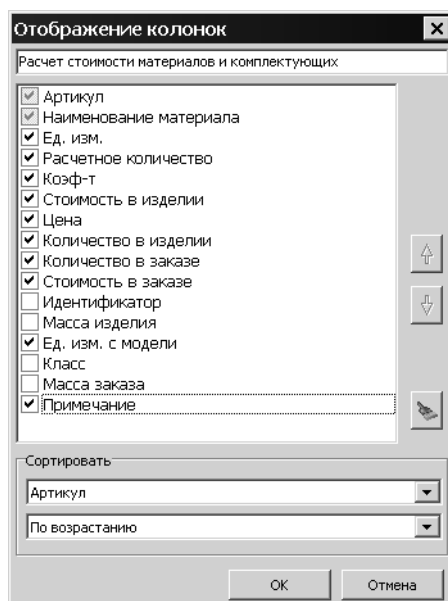 Отображение колонок
Расчет стоимости материалов и комплектующих
Артикул
Наименование материала
Ед. изм.
Расчетное количество
Коэф-т
Стоимость в изделии
Цена
Количество в изделии
Количество в заказе
Стоимость в заказе
Идентификатор
Масса изделия
Ед. изм. с модели
Класс
Масса заказа
Примечание
Сортировать
Артикул
По возрастанию
ОК
Отмена